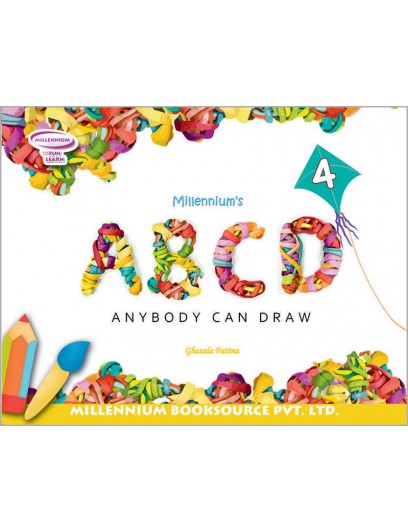 MILLENNIUM
FUN
LEARN
4
Millennium's
ABCD
ANYBODY CAN DRAW
Ghazala Fatima
MILLENNIUM BOOKSOURCE PVT. LTD.